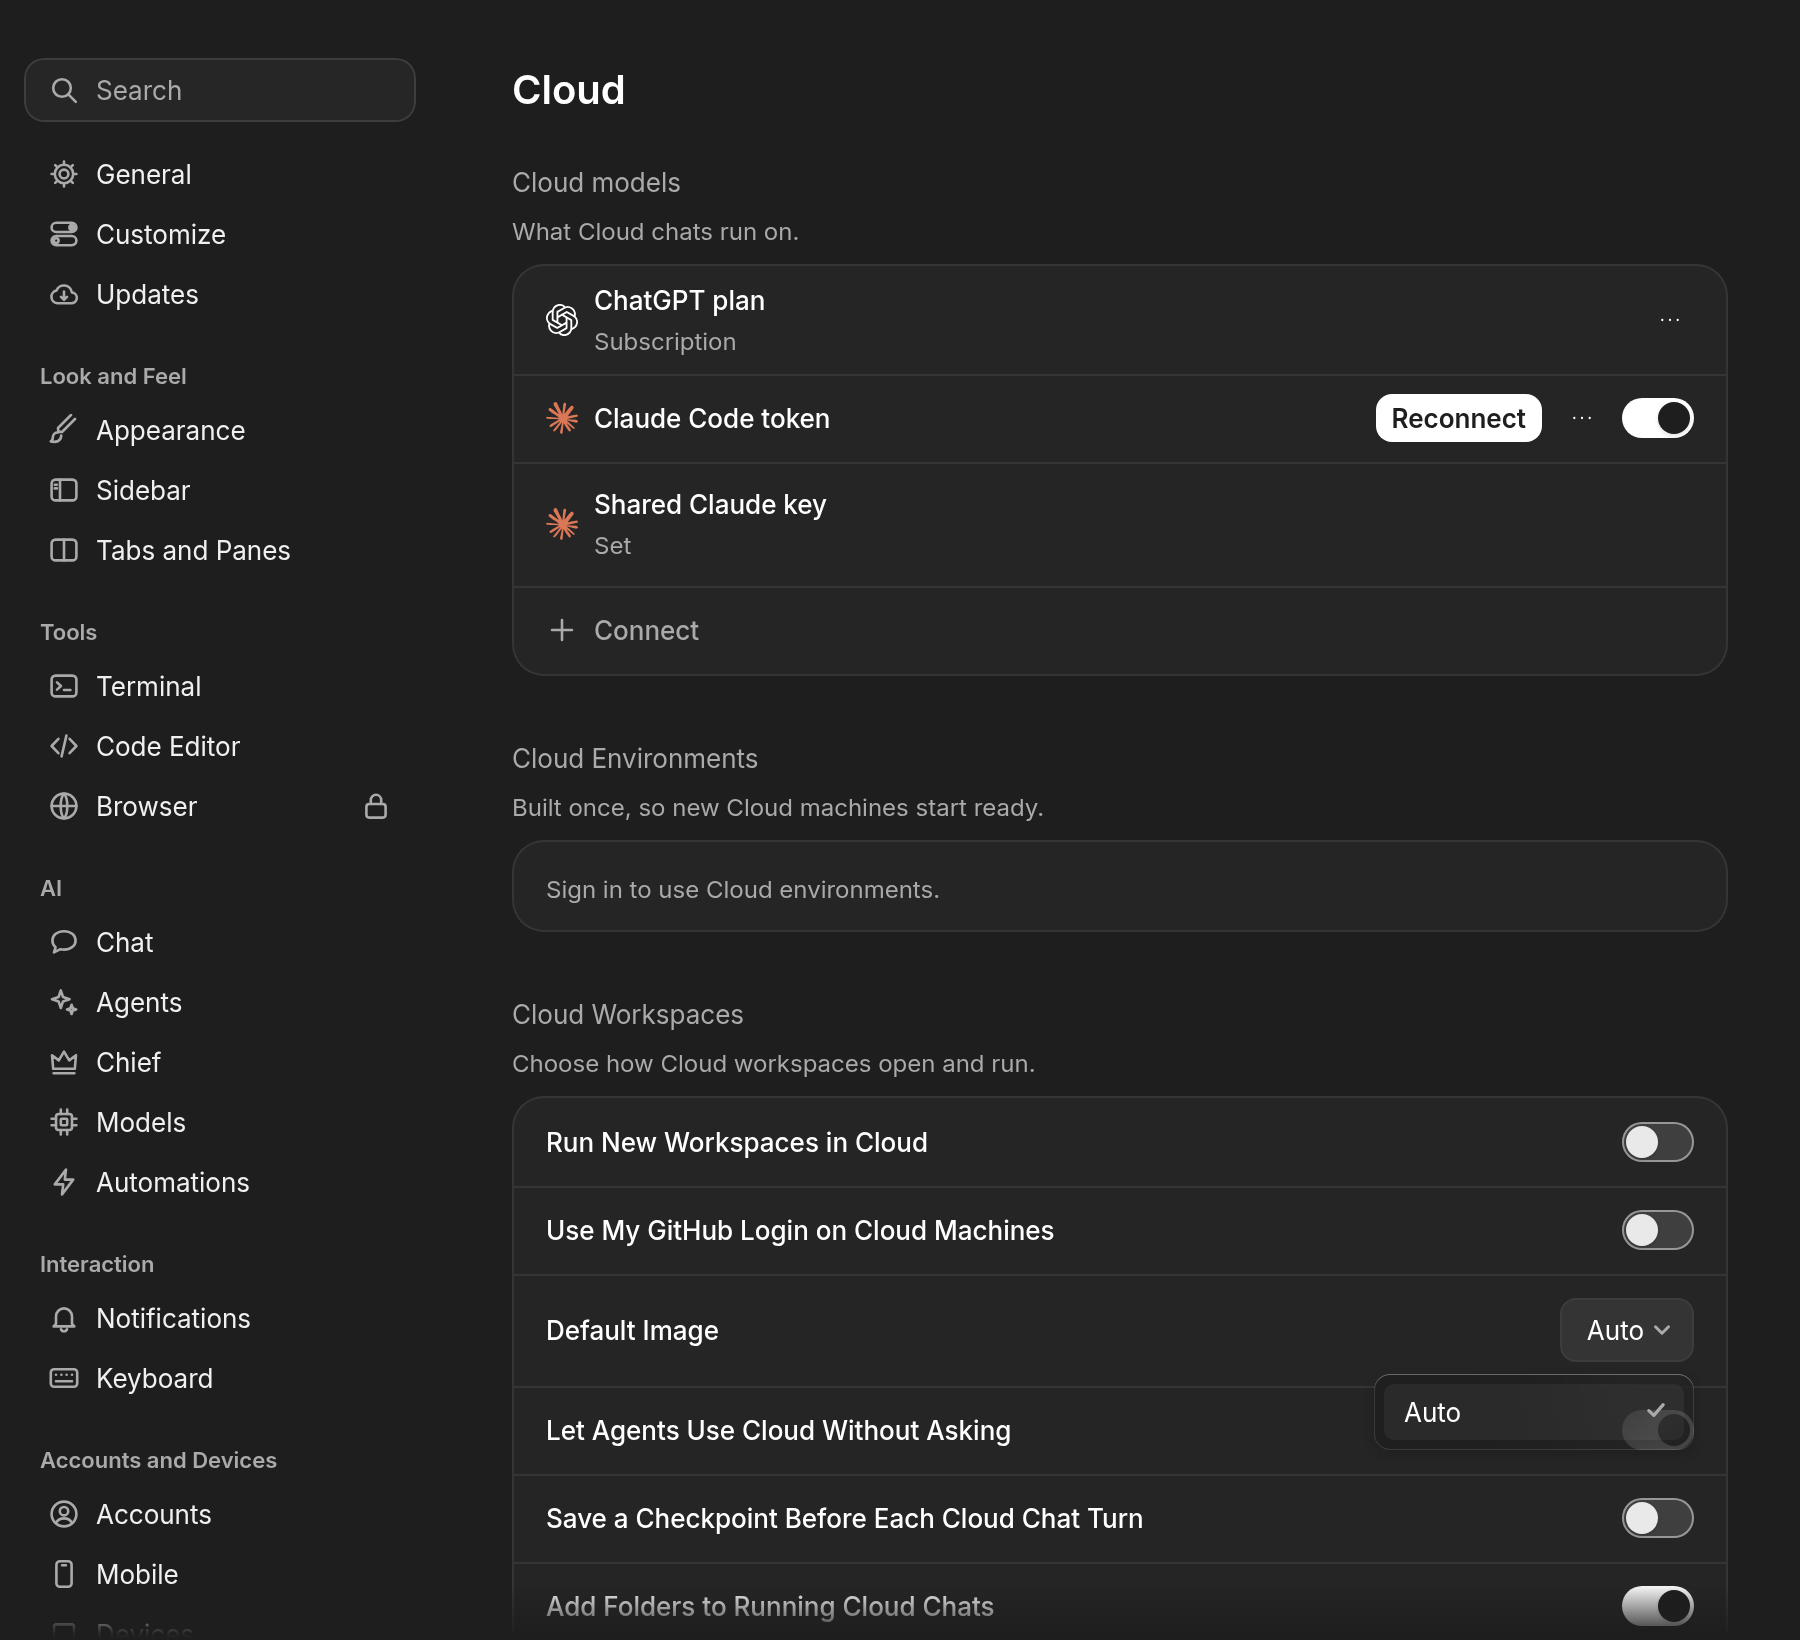 Search
General
Customize
Updates
Look and Feel
Appearance
Sidebar
Tabs and Panes
Tools
Terminal
Code Editor
Browser
AI
Chat
Agents
Chief
Models
Automations
Interaction
Notifications
Keyboard
Accounts and Devices
Accounts
Mobile
Devices
Cloud
Cloud models
What Cloud chats run on.
ChatGPT plan
Subscription
Claude Code token
Reconnect
Shared Claude key
Set
Connect
Cloud Environments
Built once, so new Cloud machines start ready.
Sign in to use Cloud environments.
Cloud Workspaces
Choose how Cloud workspaces open and run.
Run New Workspaces in Cloud
Use My GitHub Login on Cloud Machines
Default Image
Auto
Auto
Let Agents Use Cloud Without Asking
Save a Checkpoint Before Each Cloud Chat Turn
Add Folders to Running Cloud Chats